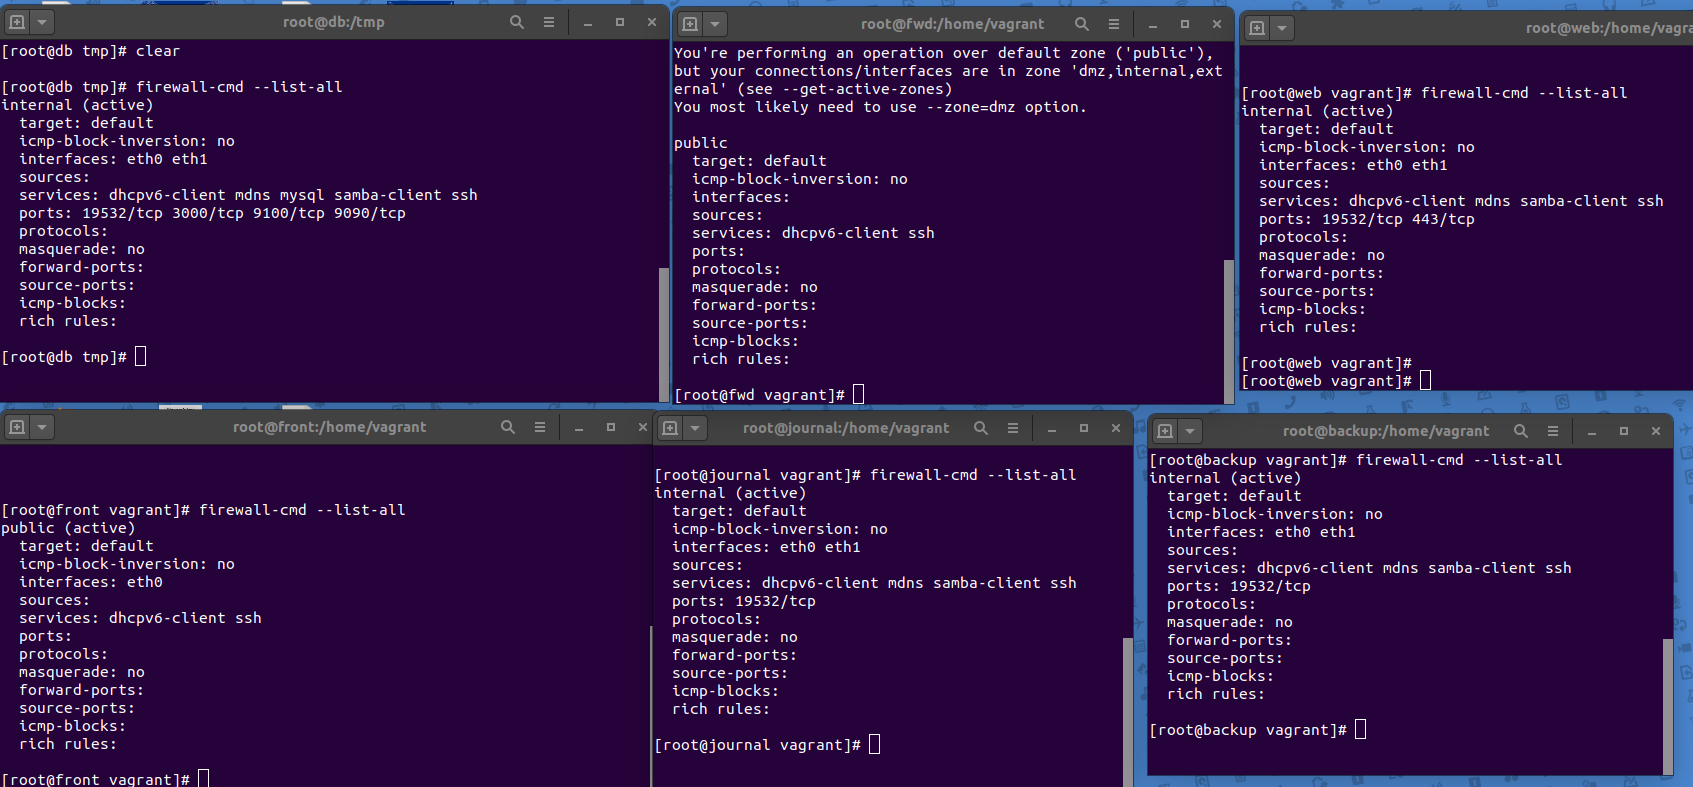 root@db:/tmp
[root@db tmp]# clear
[root@db tmp]# firewall-cmd --list-all
internal (active)
target: default
icmp-block-inversion: no
interfaces: eth0 eth1
sources:
services: dhcpv6-client mdns mysql samba-client ssh
ports: 19532/tcp 3000/tcp 9100/tcp 9090/tcp
protocols:
masquerade: no
forward-ports:
source-ports:
icmp-blocks:
rich rules:
[root@db tmp]#
root@fwd:/home/vagrant
You're performing an operation over default zone ('public'),
but your connections/interfaces are in zone 'dmz,internal,ext
ernal' (see --get-active-zones)
You most likely need to use --zone=dmz option.
public
target: default
icmp-block-inversion: no
interfaces:
sources:
services: dhcpv6-client ssh
ports:
protocols:
masquerade: no
forward-ports:
source-ports:
icmp-blocks:
rich rules:
[root@fwd vagrant]#
root@web:/home/vagra
[root@web vagrant]# firewall-cmd --list-all
internal (active)
target: default
icmp-block-inversion: no
interfaces: eth0 eth1
sources:
services: dhcpv6-client mdns samba-client ssh
ports: 19532/tcp 443/tcp
protocols:
masquerade: no
forward-ports:
source-ports:
icmp-blocks:
rich rules:
[root@web vagrant]#
[root@web vagrant]#
root@front:/home/vagrant
[root@front vagrant]# firewall-cmd --list-all
public (active)
target: default
icmp-block-inversion: no
interfaces: eth0
sources:
services: dhcpv6-client ssh
ports:
protocols:
masquerade: no
forward-ports:
source-ports:
icmp-blocks:
rich rules:
[root@front vagrant]#
root@journal:/home/vagrant
[root@journal vagrant]# firewall-cmd --list-all
internal (active)
target: default
icmp-block-inversion: no
interfaces: eth0 eth1
sources:
services: dhcpv6-client mdns samba-client ssh
ports: 19532/tcp
protocols:
masquerade: no
forward-ports:
source-ports:
icmp-blocks:
rich rules:
[root@journal vagrant]#
root@backup:/home/vagrant
[root@backup vagrant]# firewall-cmd --list-all
internal (active)
target: default
icmp-block-inversion: no
interfaces: eth0 eth1
sources:
services: dhcpv6-client mdns samba-client ssh
ports: 19532/tcp
protocols:
masquerade: no
forward-ports:
source-ports:
icmp-blocks:
rich rules:
[root@backup vagrant]#